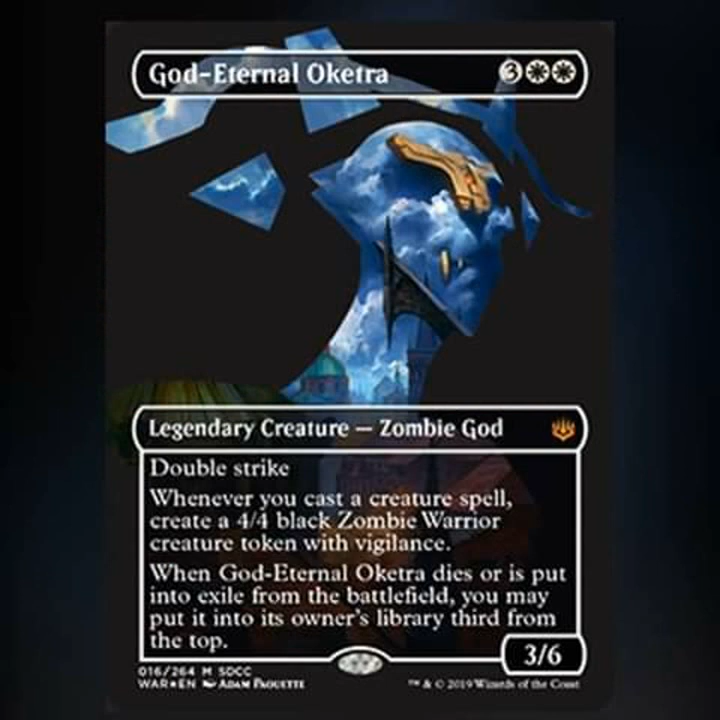 God-Eternal Oketra 3
Legendary Creature — Zombie God
Double strike
Whenever you cast a creature spell,
create a 4/4 black Zombie Warrior
creature token with vigilance.
When God-Eternal Oketra dies or is put
into exile from the battlefield, you may
put it into its owner's library third from
the top.
3/6
016/264 M SDCC
WAR★EN Adam Paquette ™ & © 2019 Wizards of the Coast